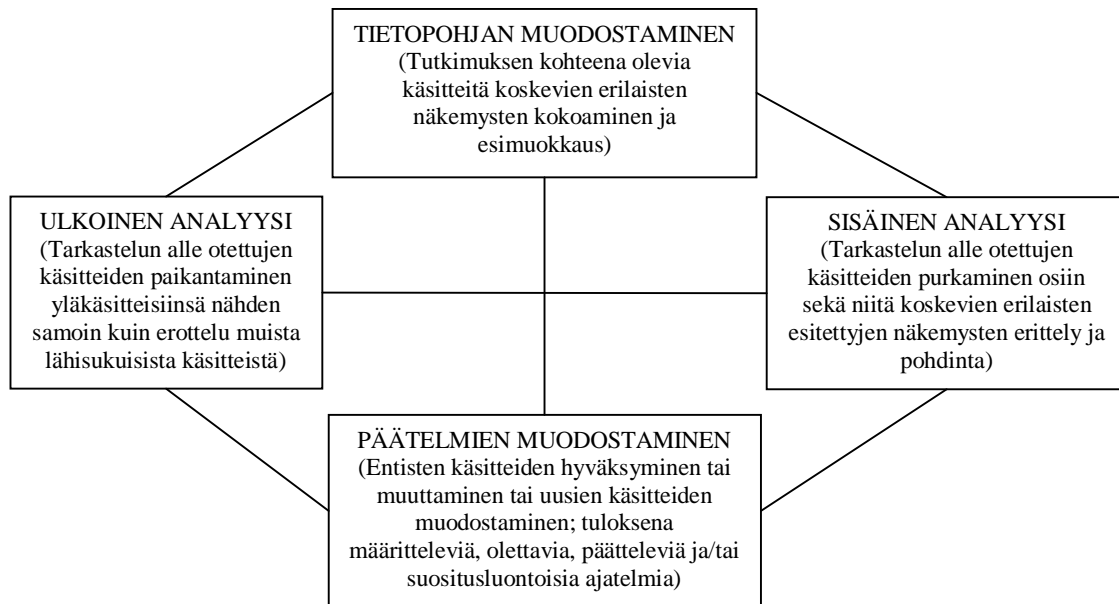 TIETOPOHJAN MUODOSTAMINEN
(Tutkimuksen kohteena olevia
käsitteitä koskevien erilaisten
näkemysten kokoaminen ja
esimuokkaus)
ULKOINEN ANALYYSI
(Tarkastelun alle otettujen
käsitteiden paikantaminen
yläkäsitteisiinsä nähden
samoin kuin erottelu muista
lähisukuisista käsitteistä)
SISÄINEN ANALYYSI
(Tarkastelun alle otettujen
käsitteiden purkaminen osiin
sekä niitä koskevien erilaisten
esitettyjen näkemysten erittely ja
pohdinta)
PÄÄTELMIEN MUODOSTAMINEN
(Entisten käsitteiden hyväksyminen tai
muuttaminen tai uusien käsitteiden
muodostaminen; tuloksena
määritteleviä, olettavia, päätteleviä ja/tai
suositusluontoisia ajatelmia)